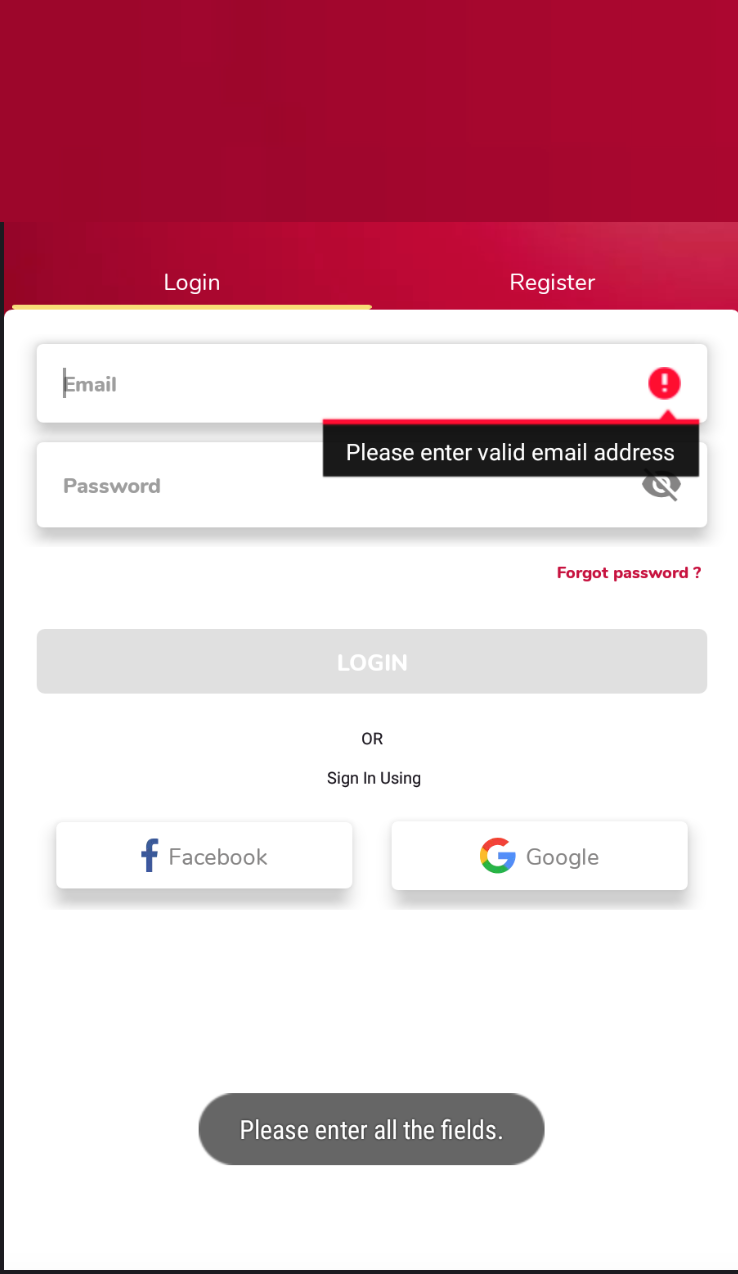 Login
Register
Email
Please enter valid email address
Password
Forgot password ?
LOGIN
OR
Sign In Using
Facebook
Google
Please enter all the fields.